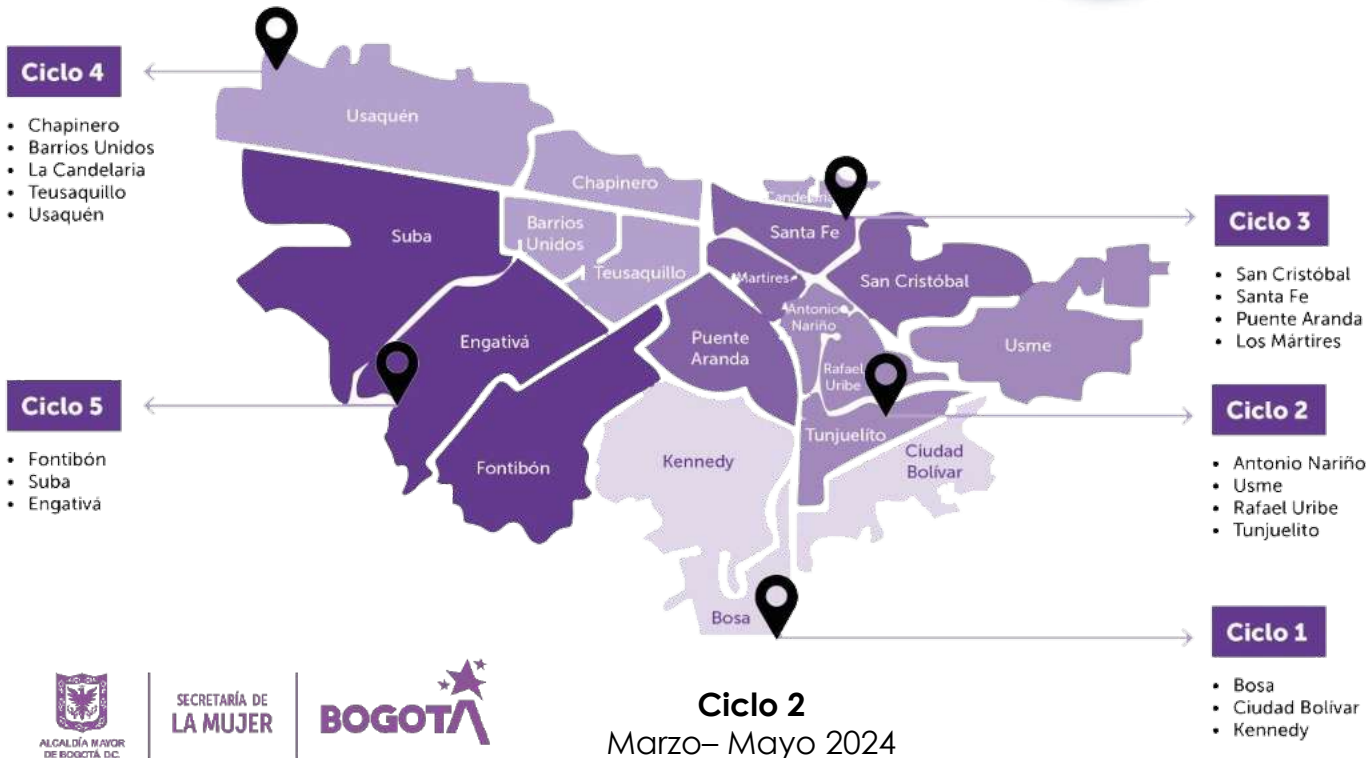 Ciclo 4
• Chapinero
• Barrios Unidos
• La Candelaria
• Teusaquillo
• Usaquén
Usaquén
Chapinero
Candelaria
Suba
Barrios
Unidos
Teusaquillo
Santa Fe
Martires
San Cristóbal
Antonio
Nariño
Engativá
Puente
Aranda
Usme
Rafael
Uribe
Tunjuelito
Fontibón
Kennedy
Ciudad
Bolívar
Bosa
Ciclo 3
• San Cristóbal
• Santa Fe
• Puente Aranda
• Los Mártires
Ciclo 5
• Fontibón
• Suba
• Engativá
Ciclo 2
• Antonio Nariño
• Usme
• Rafael Uribe
• Tunjuelito
Ciclo 1
• Bosa
• Ciudad Bolívar
• Kennedy
ALCALDÍA MAYOR
DE BOGOTÁ D.C.
SECRETARÍA DE
LA MUJER
BOGOTÁ
Ciclo 2
Marzo– Mayo 2024